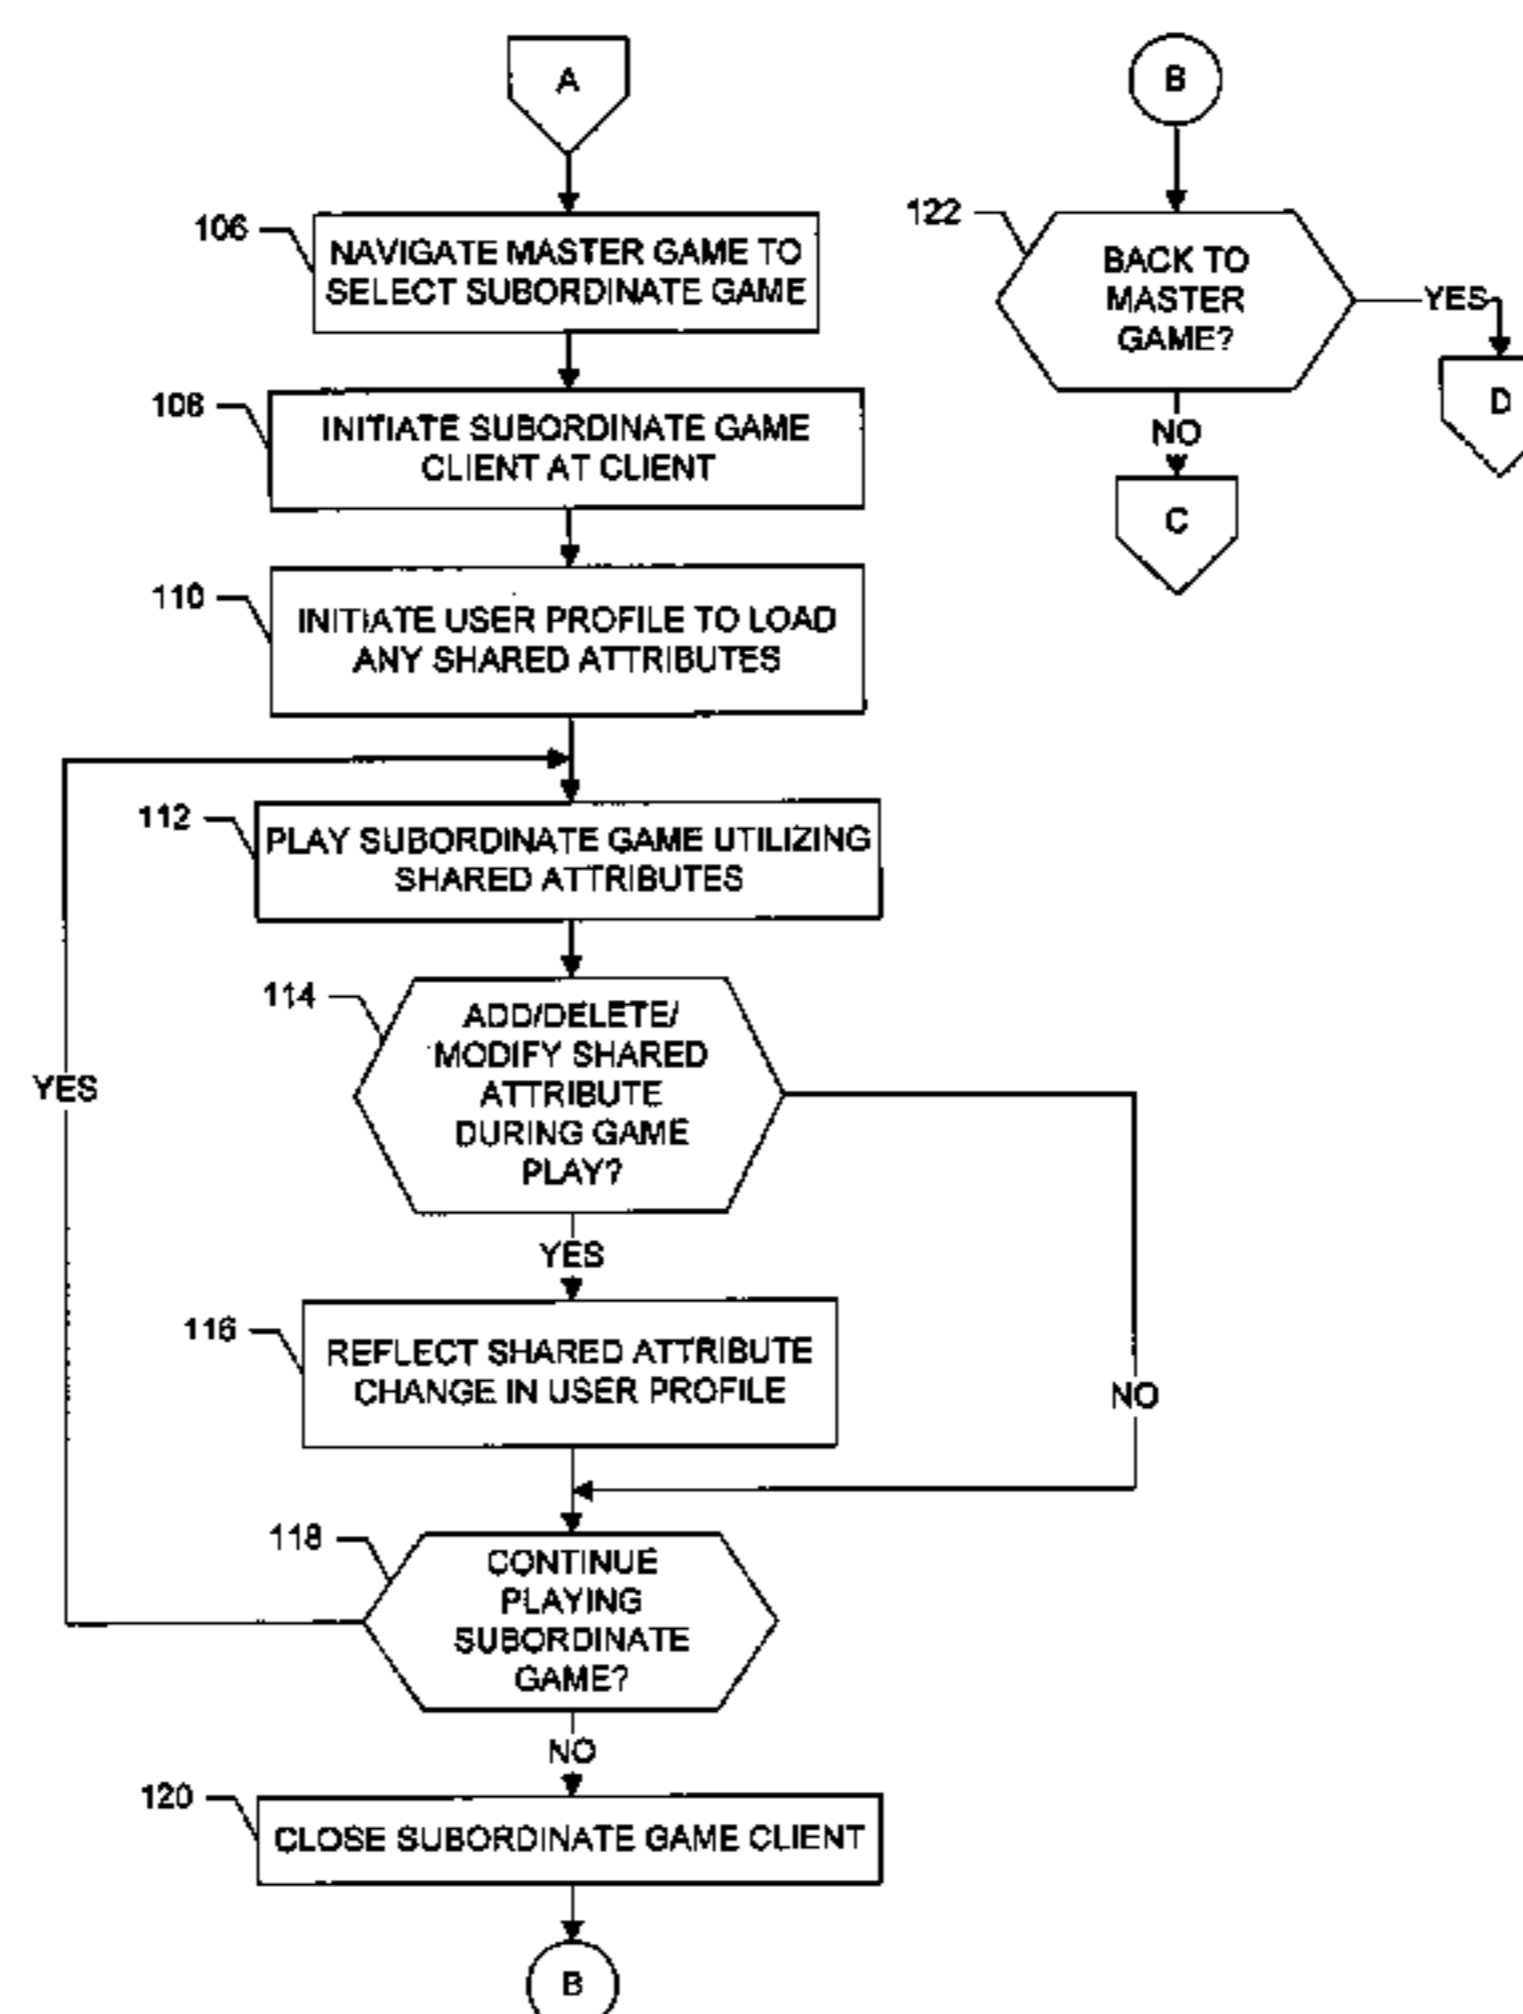 A
106
NAVIGATE MASTER GAME TO
SELECT SUBORDINATE GAME
108
INITIATE SUBORDINATE GAME
CLIENT AT CLIENT
110
INITIATE USER PROFILE TO LOAD
ANY SHARED ATTRIBUTES
112
PLAY SUBORDINATE GAME UTILIZING
SHARED ATTRIBUTES
114
ADD/DELETE/
MODIFY SHARED
ATTRIBUTE
DURING GAME
PLAY?
YES
YES
116
REFLECT SHARED ATTRIBUTE
CHANGE IN USER PROFILE
NO
118
CONTINUE
PLAYING
SUBORDINATE
GAME?
NO
120
CLOSE SUBORDINATE GAME CLIENT
B
B
122
BACK TO
MASTER
GAME?
YES
D
NO
C